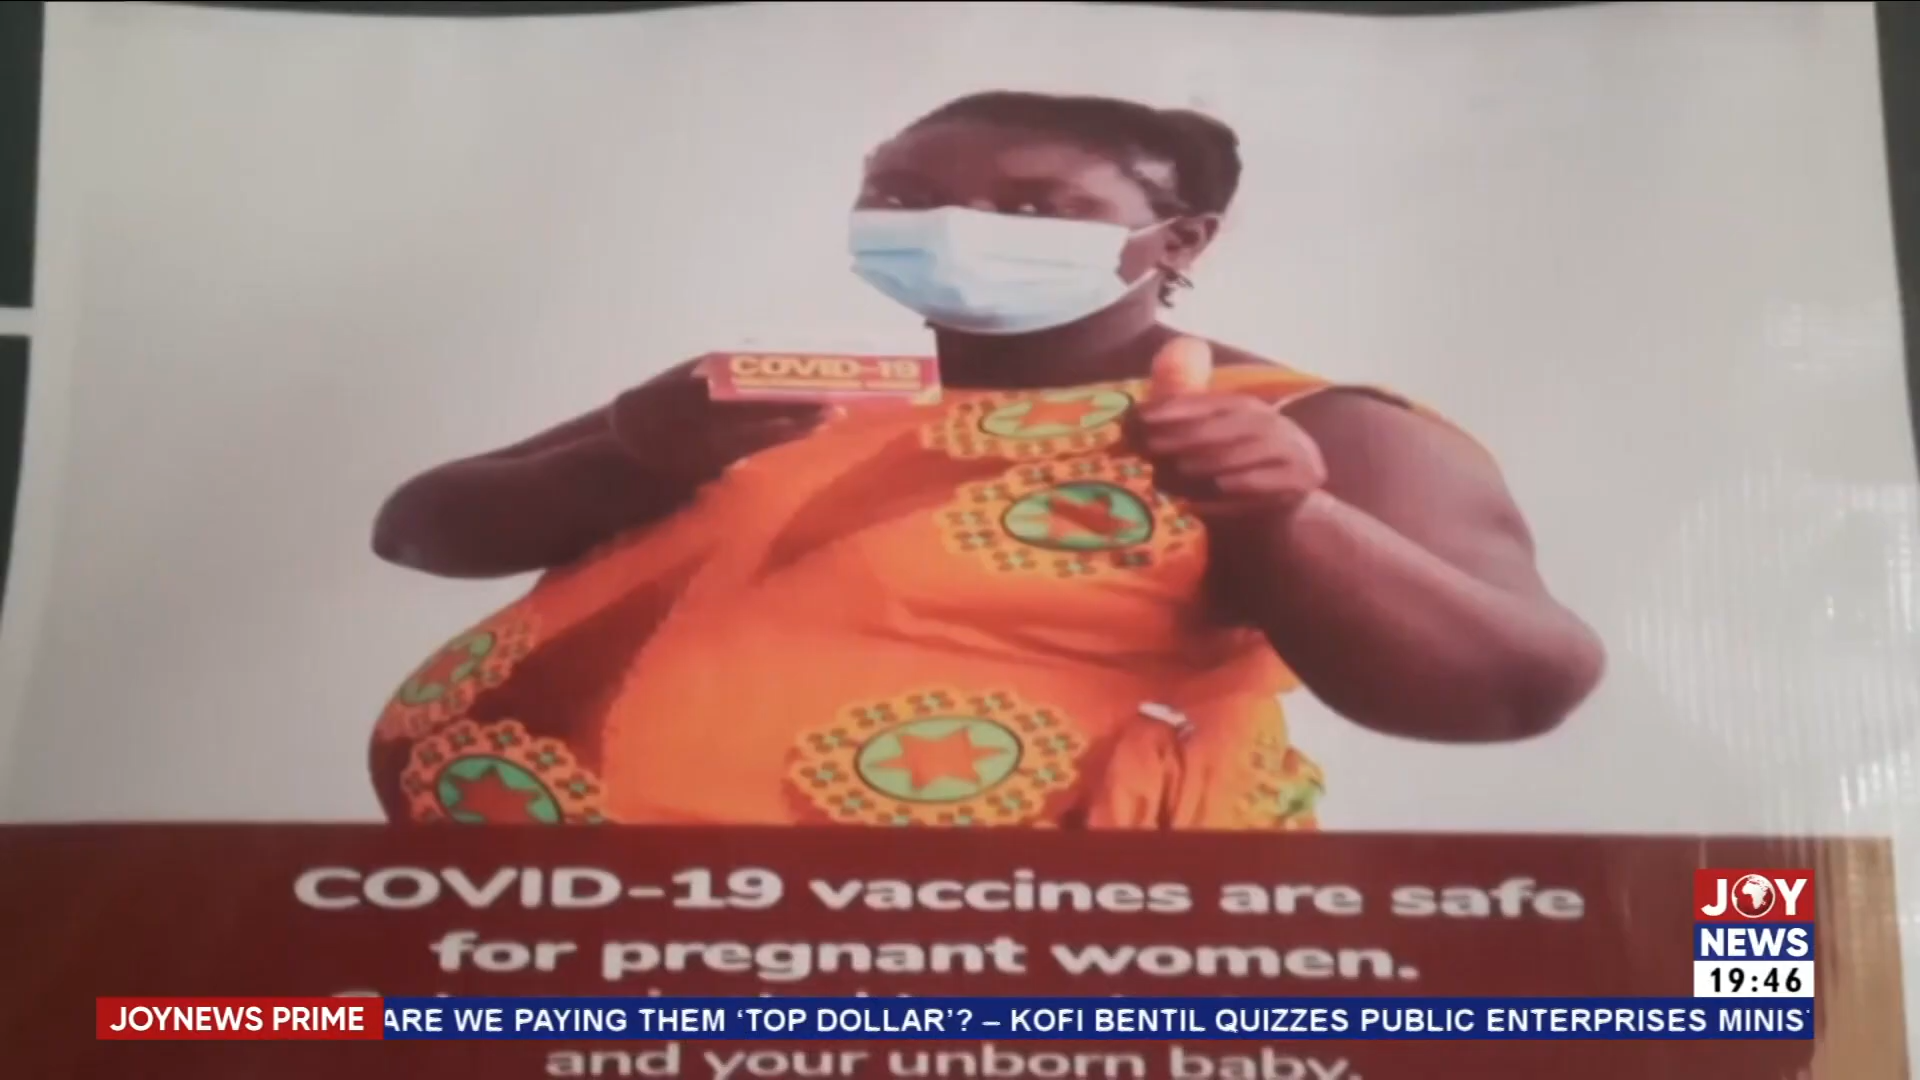 COVID-19
COVID-19 vaccines are safe
for pregnant women.
and your unborn baby.
JOY
NEWS
19:46
JOYNEWS PRIME
ARE WE PAYING THEM ‘TOP DOLLAR’? – KOFI BENTIL QUIZZES PUBLIC ENTERPRISES MINIS